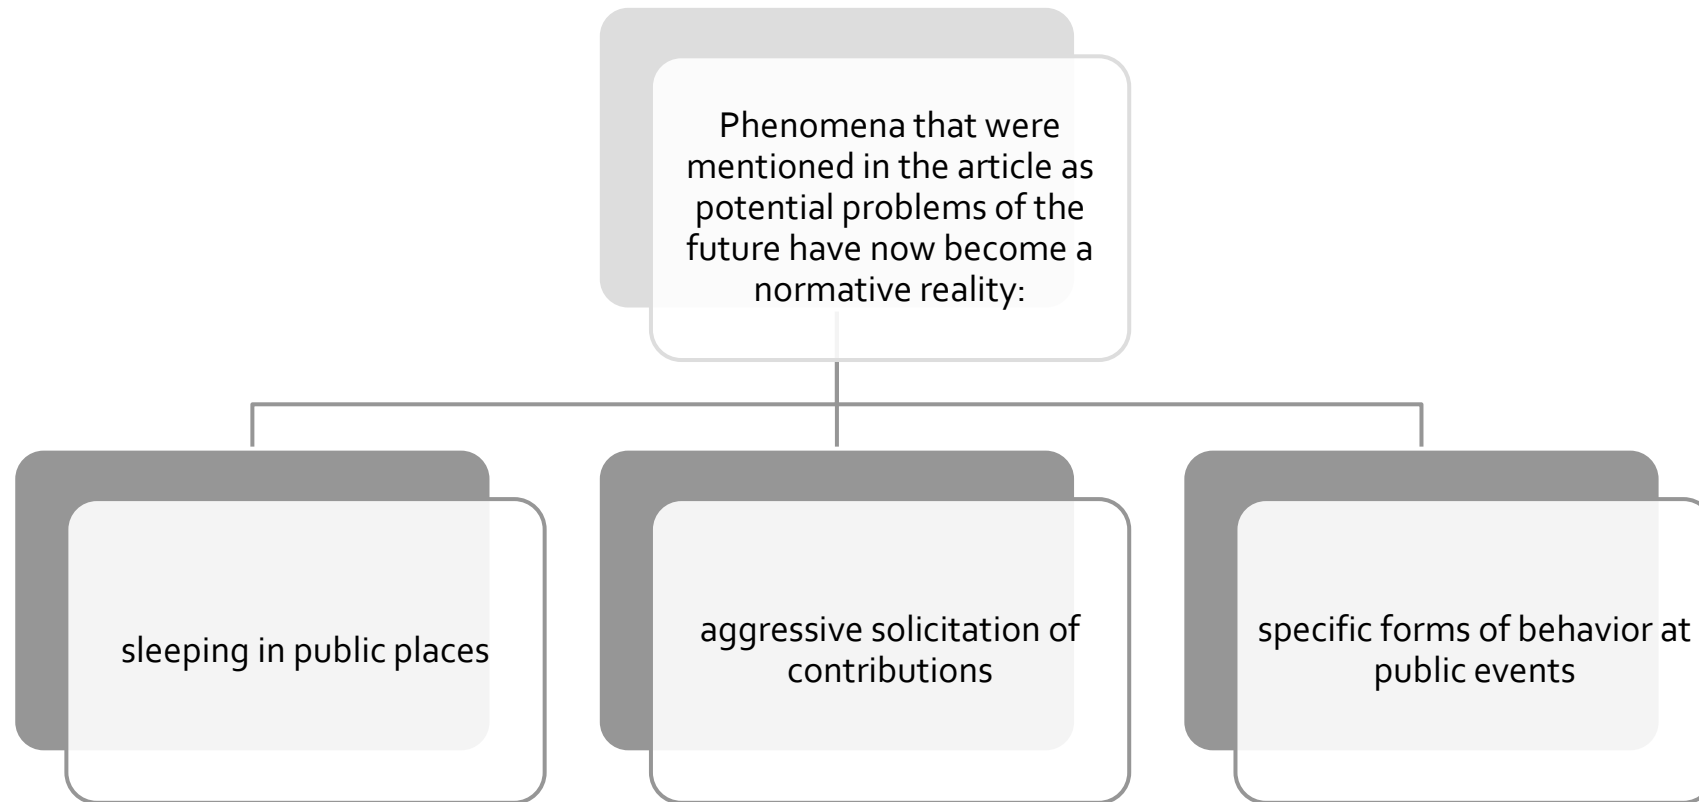 Phenomena that were
mentioned in the article as
potential problems of the
future have now become a
normative reality:
sleeping in public places
aggressive solicitation of
contributions
specific forms of behavior at
public events